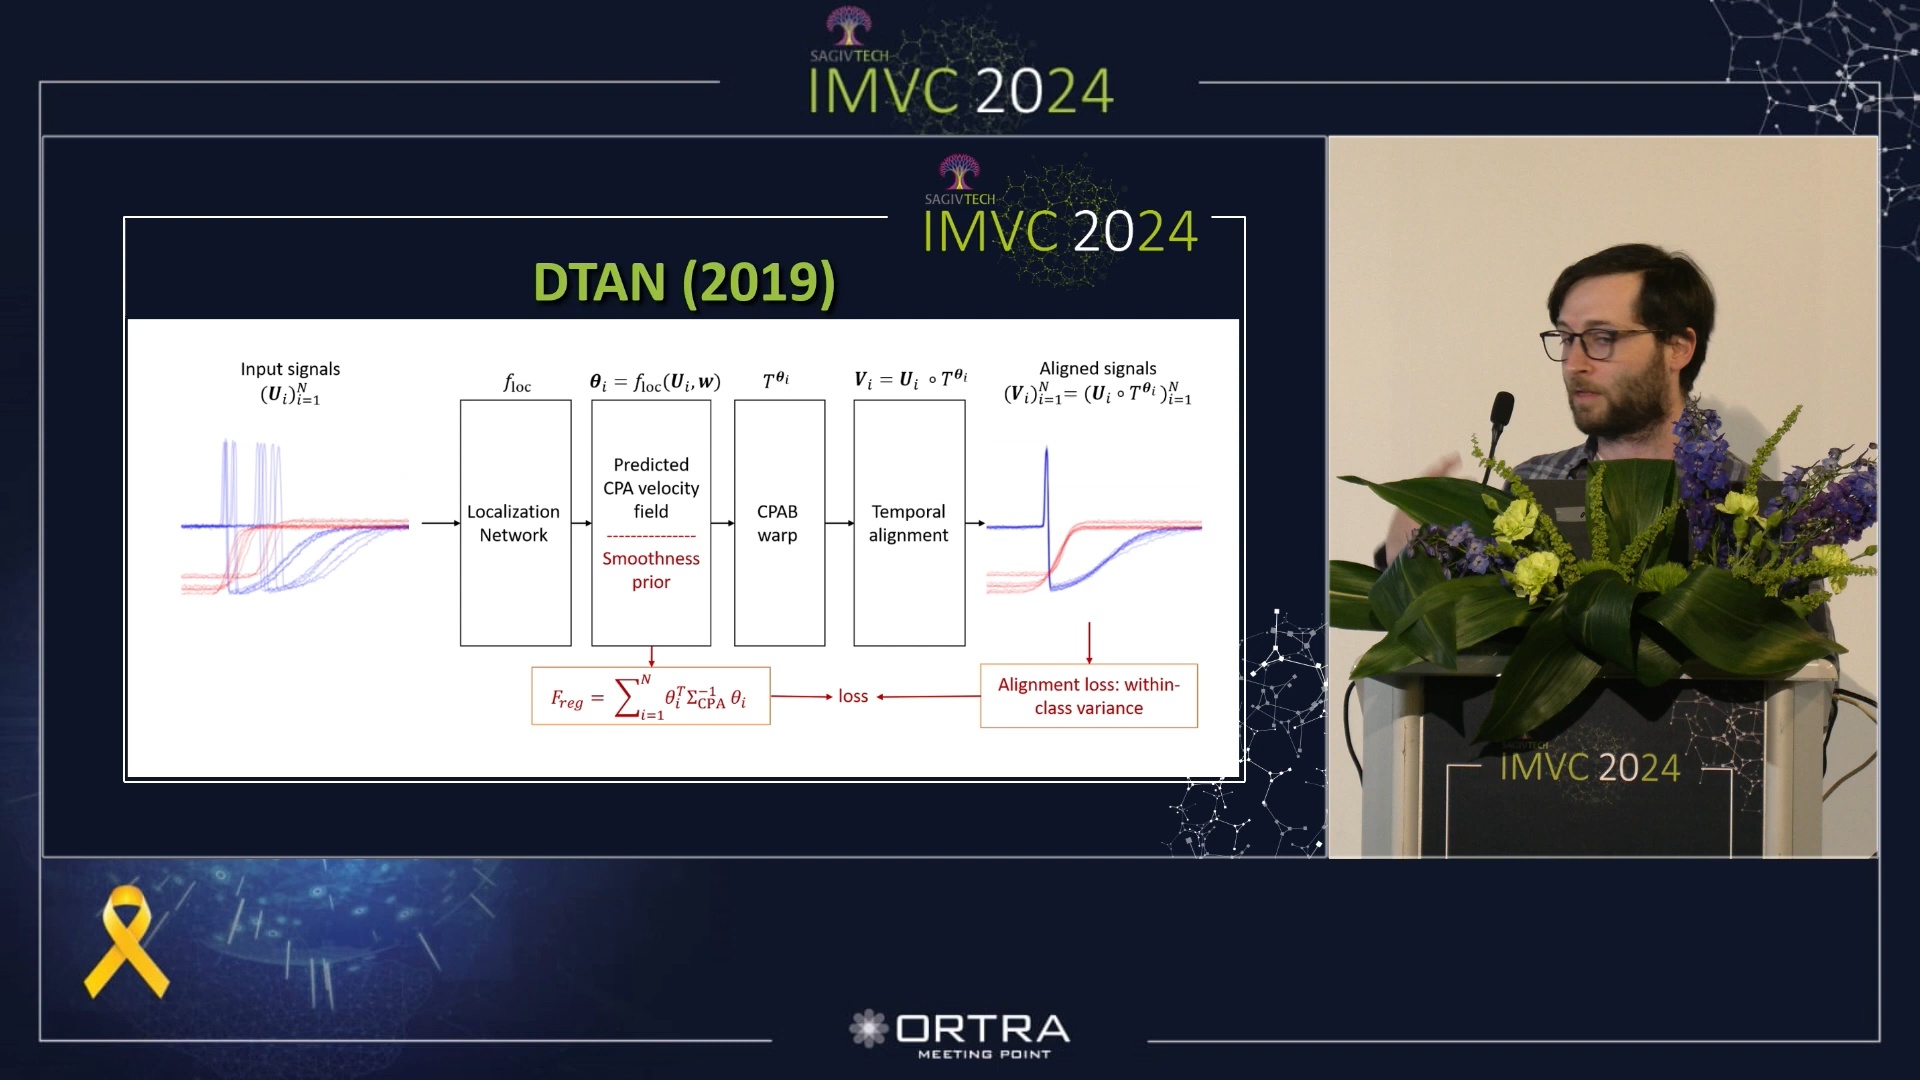 SAGIVTECH
IMVC 2024
SAGIVTECH
IMVC 2024
DTAN (2019)
Input signals
(U_i)_{i=1}^N
f_loc
θ_i = f_loc(U_i, w)
T^{θ_i}
V_i = U_i ∘ T^{θ_i}
Aligned signals
(V_i)_{i=1}^N = (U_i ∘ T^{θ_i})_{i=1}^N
Localization
Network
Predicted
CPA velocity
field
Smoothness
prior
CPAB
warp
Temporal
alignment
F_reg = ∑_{i=1}^N θ_i^T Σ_CPA^{-1} θ_i
loss
Alignment loss: within-
class variance
IMVC 2024
ORTRA
MEETING POINT